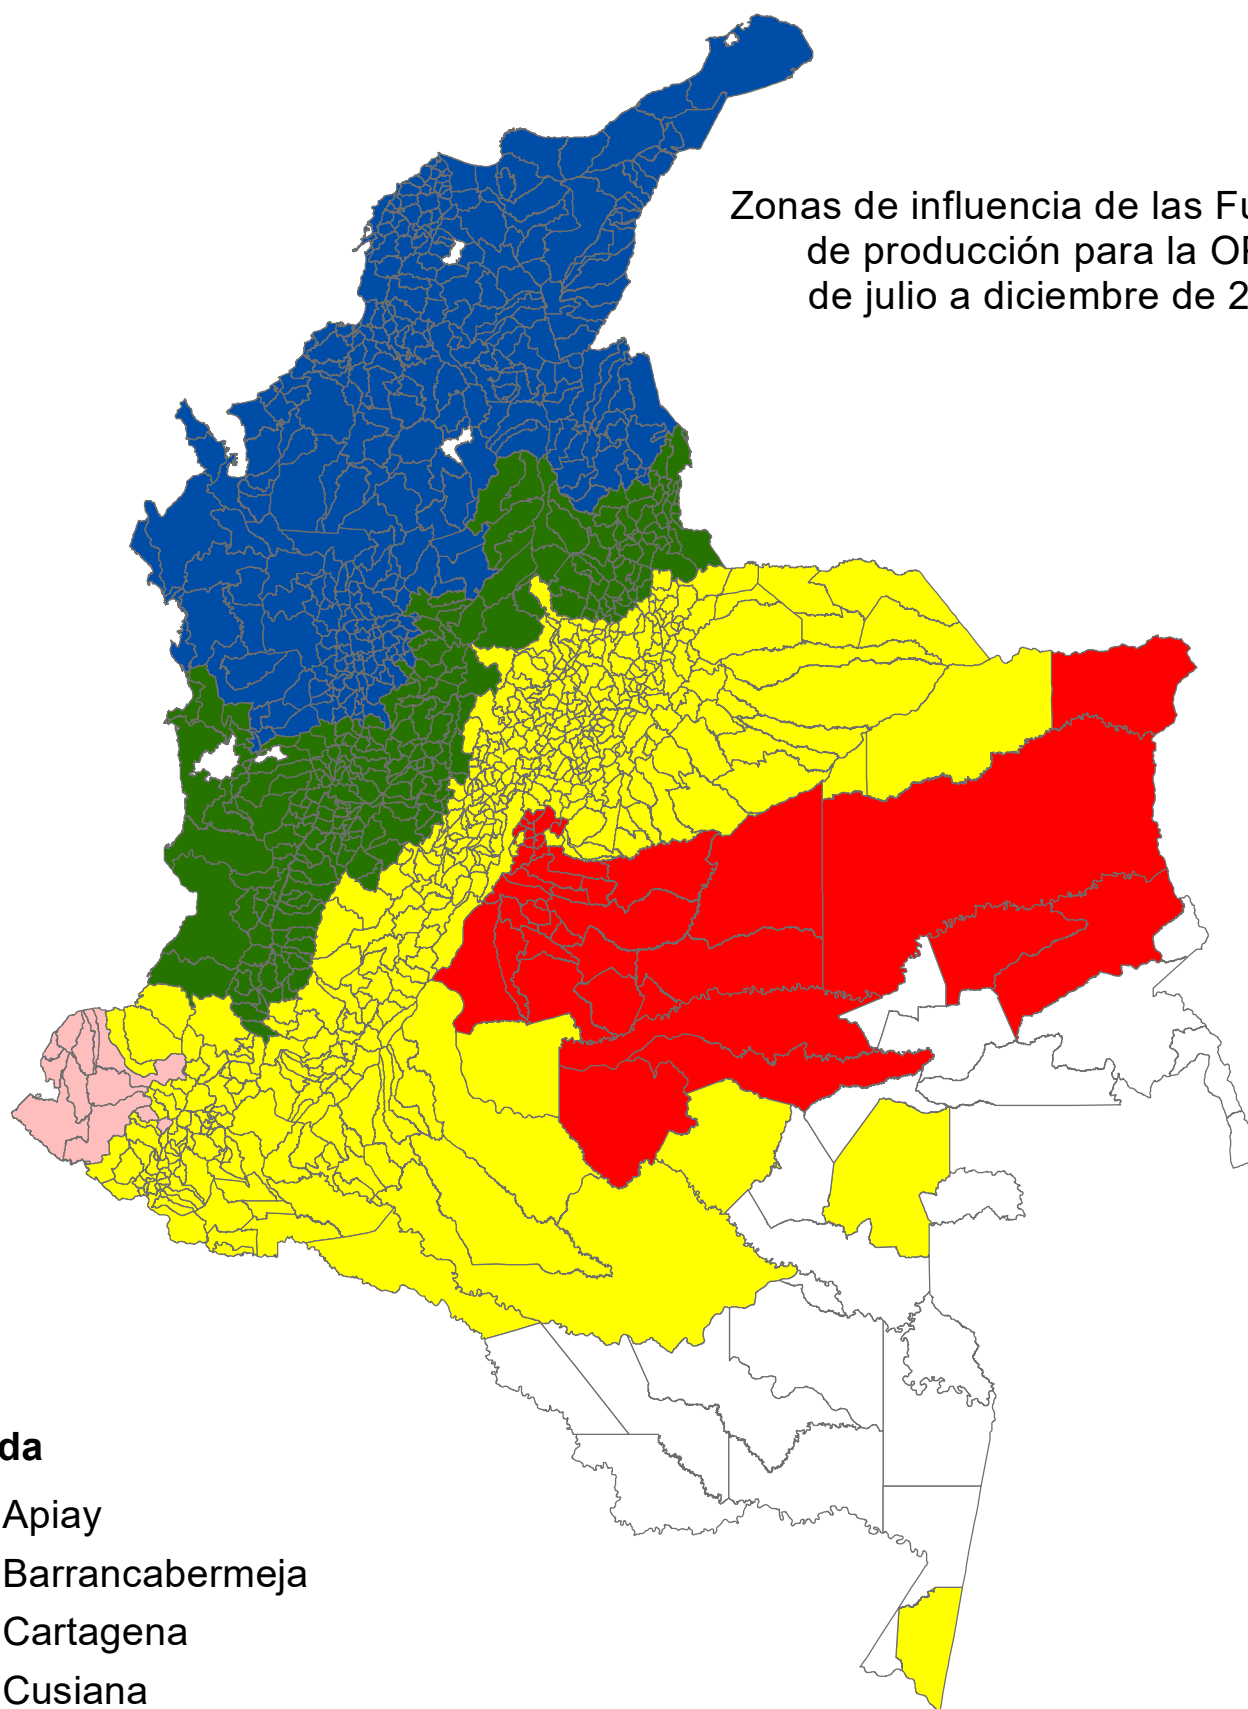 Zonas de influencia de las Fu
de producción para la OP
de julio a diciembre de 2
da
Apiay
Barrancabermeja
Cartagena
Cusiana